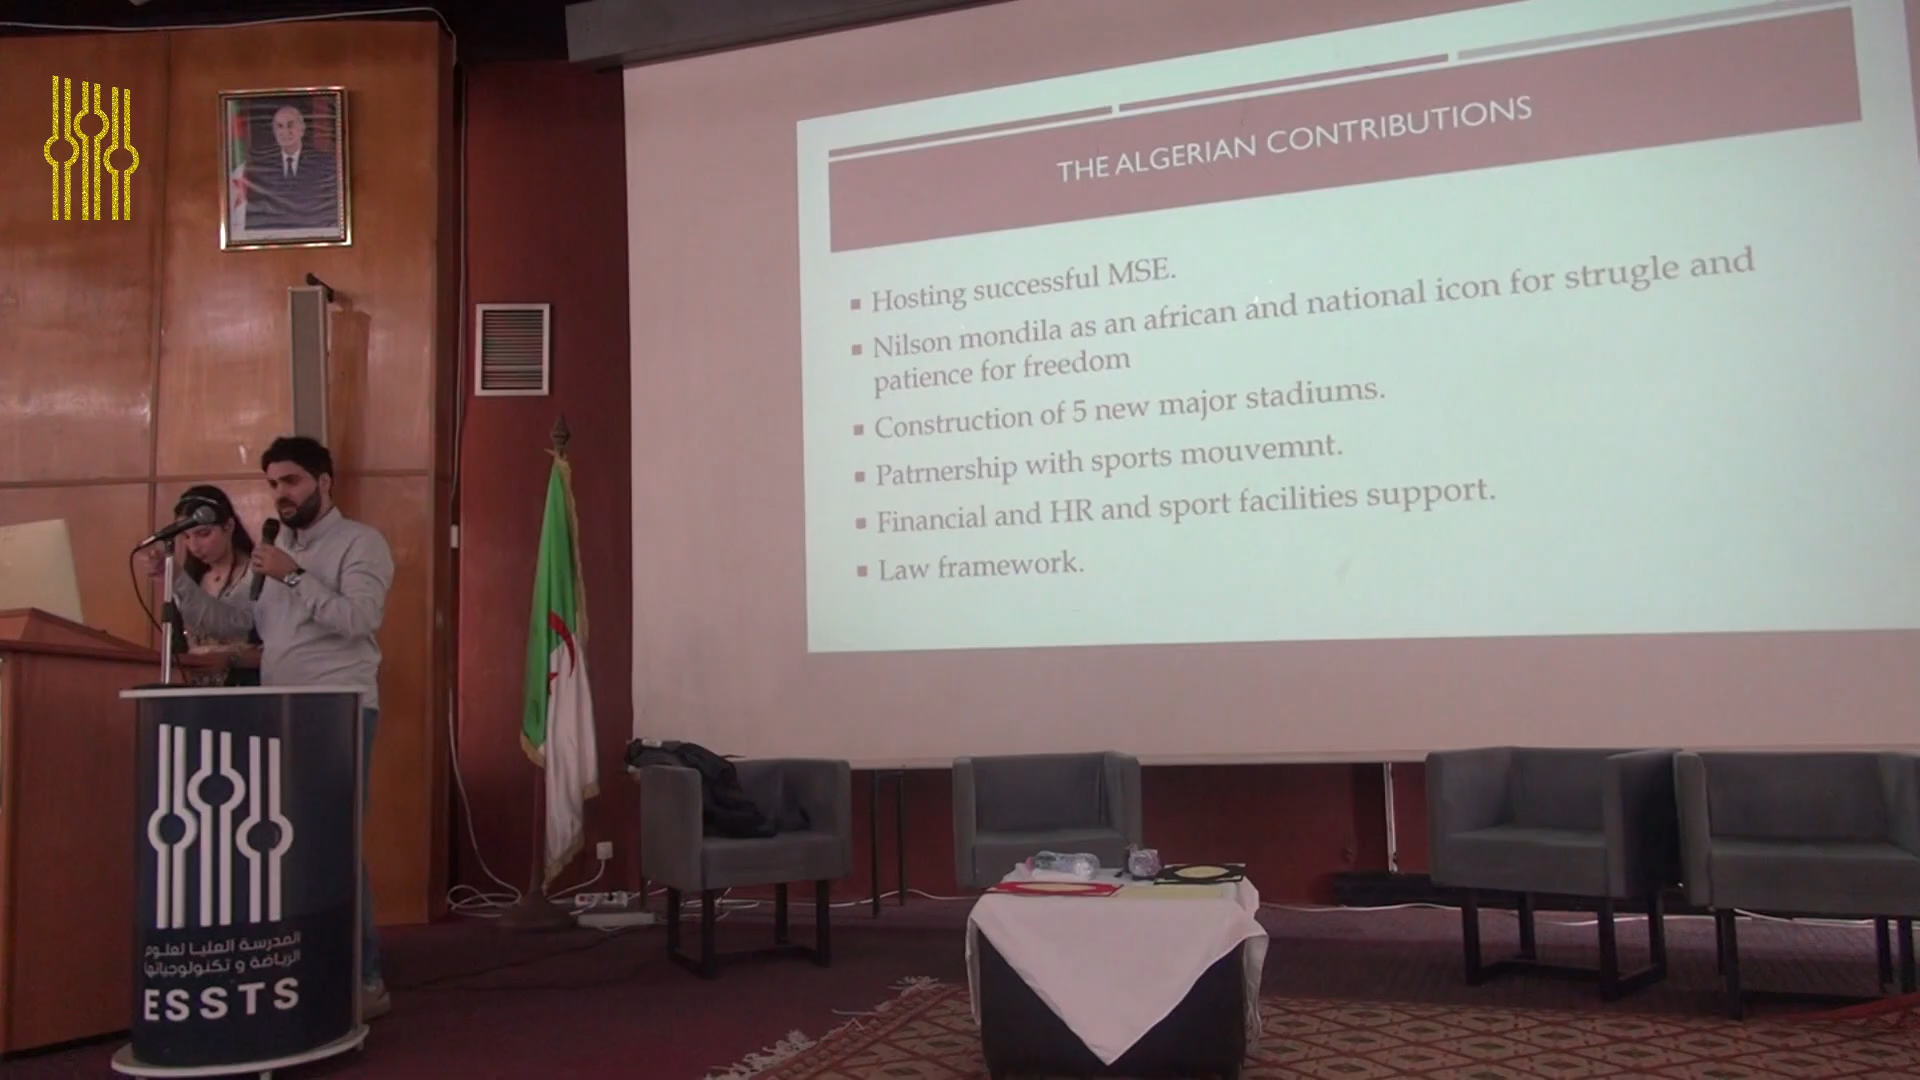 THE ALGERIAN CONTRIBUTIONS
Hosting successful MSE.
Nilson mondila as an african and national icon for strugle and
patience for freedom
Construction of 5 new major stadiums.
Patrnership with sports mouvemnt.
Financial and HR and sport facilities support.
Law framework.
المدرسة العليا لعلوم
الرياضة و تكنولوجياتها
ESSTS